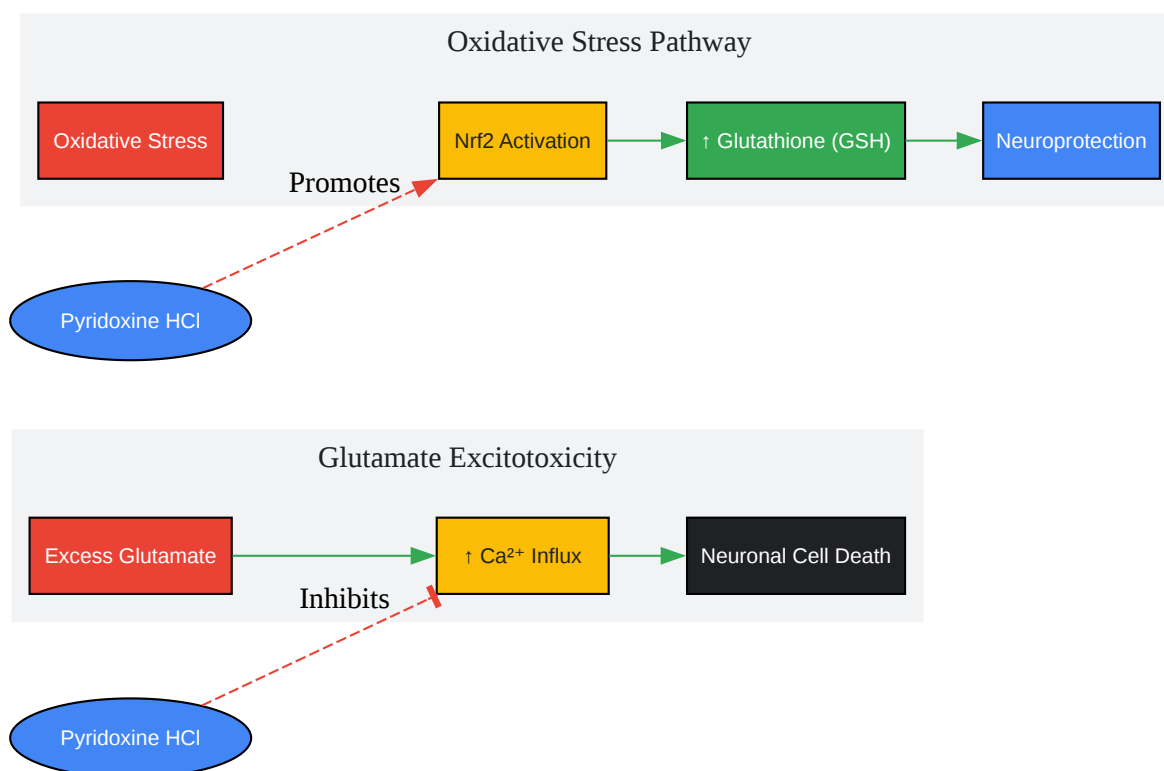 Oxidative Stress Pathway
Oxidative Stress
Nrf2 Activation
↑ Glutathione (GSH)
Neuroprotection
Promotes
Pyridoxine HCl
Glutamate Excitotoxicity
Excess Glutamate
↑ Ca²⁺ Influx
Neuronal Cell Death
Inhibits
Pyridoxine HCl